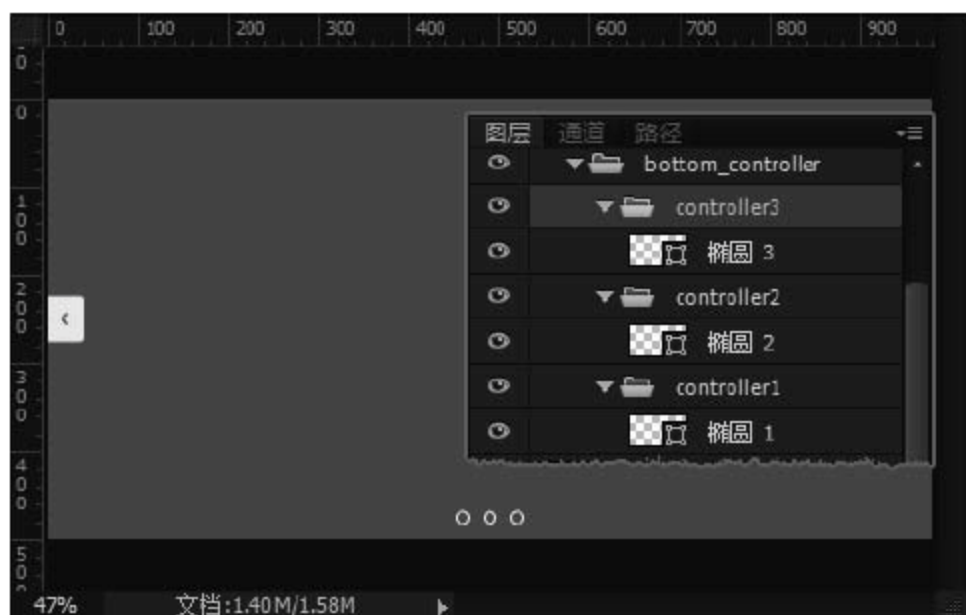 0 100 200 300 400 500 600 700 800 900
0
0
100
200
300
400
500
图层 通道 路径
bottom_controller
controller3
椭圆 3
controller2
椭圆 2
controller1
椭圆 1
47% 文档:1.40M/1.58M